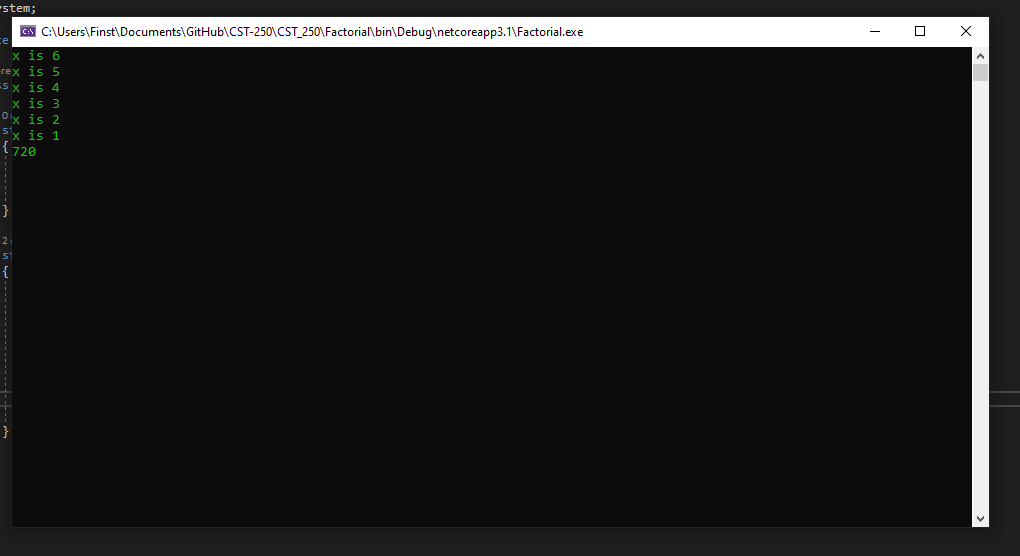 ystem;
C:\Users\Finst\Documents\GitHub\CST-250\CST_250\Factorial\bin\Debug\netcoreapp3.1\Factorial.exe
x is 6
x is 5
x is 4
x is 3
x is 2
x is 1
720
{
}
{
}